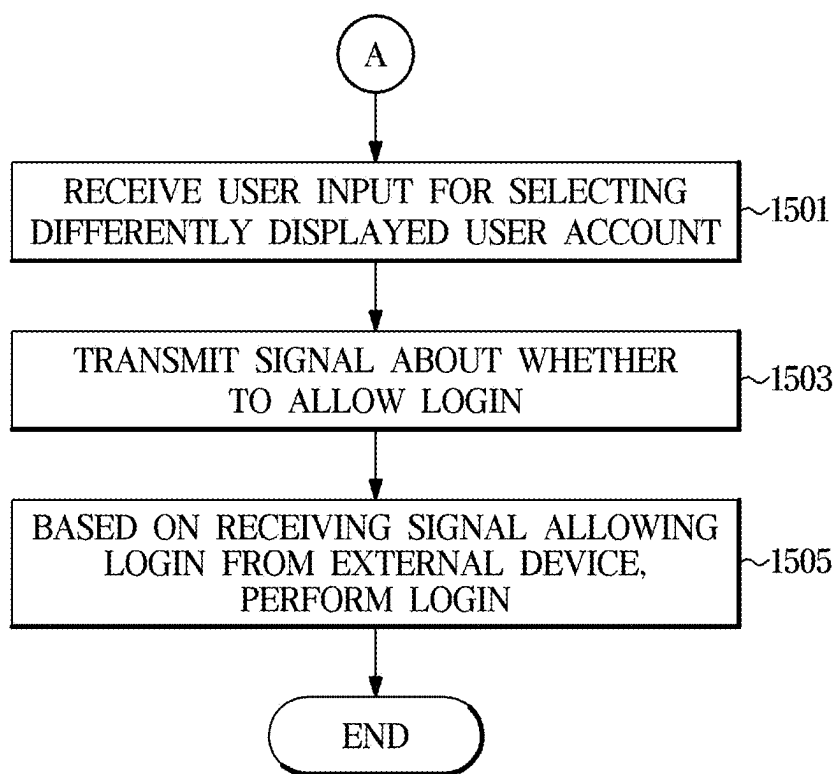 A
RECEIVE USER INPUT FOR SELECTING
DIFFERENTLY DISPLAYED USER ACCOUNT
1501
TRANSMIT SIGNAL ABOUT WHETHER
TO ALLOW LOGIN
1503
BASED ON RECEIVING SIGNAL ALLOWING
LOGIN FROM EXTERNAL DEVICE,
PERFORM LOGIN
1505
END